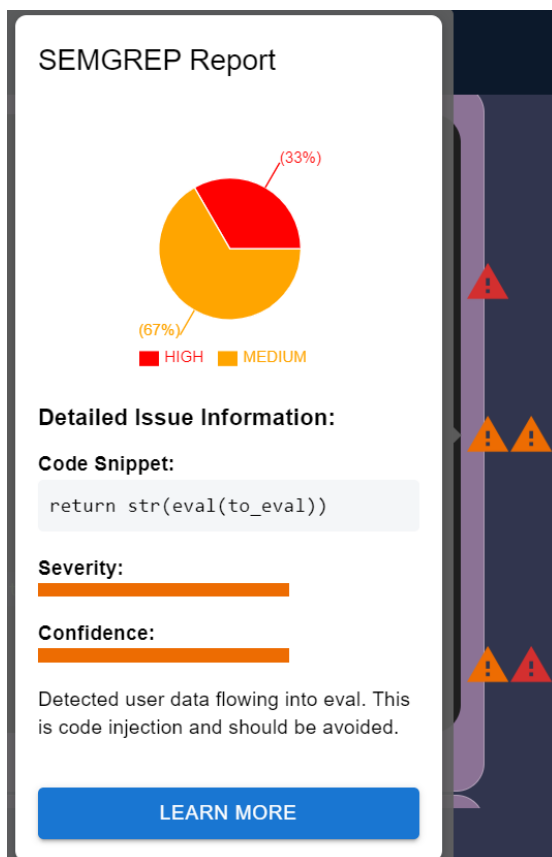 SEMGREP Report
(33%)
(67%)
HIGH MEDIUM
Detailed Issue Information:
Code Snippet:
return str(eval(to_eval))
Severity:
Confidence:
Detected user data flowing into eval. This
is code injection and should be avoided.
LEARN MORE